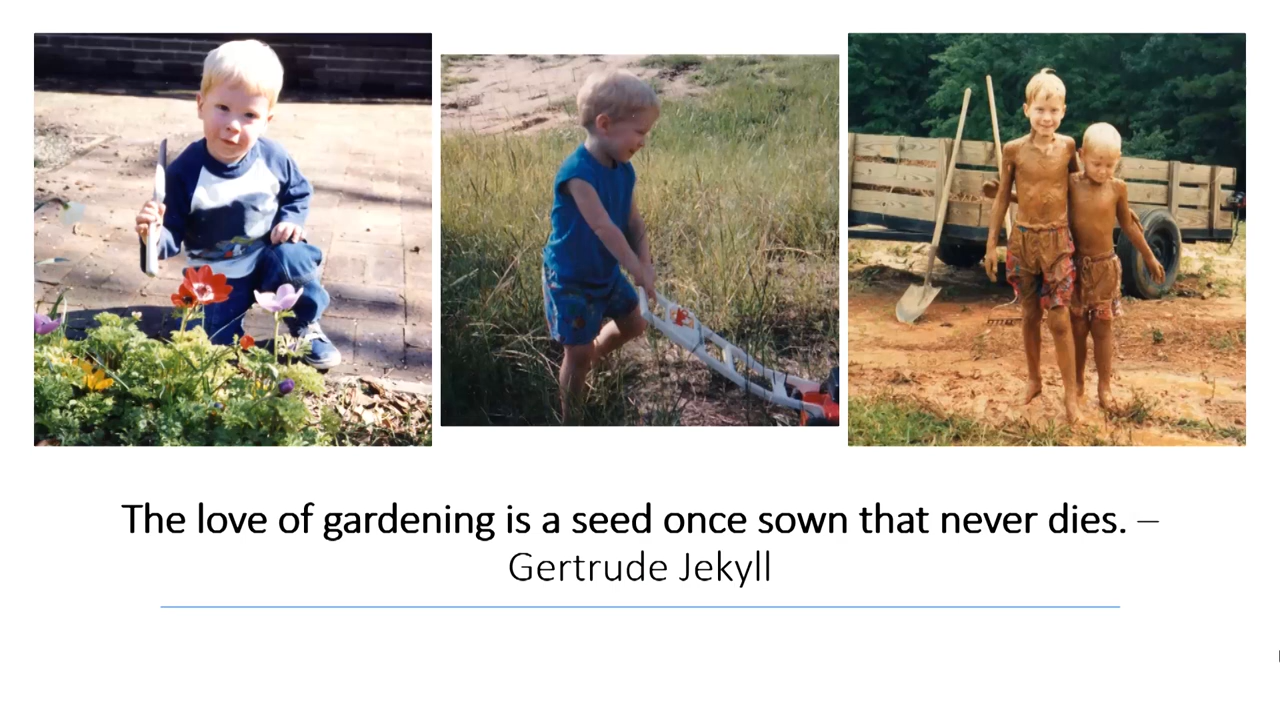 The love of gardening is a seed once sown that never dies. –
Gertrude Jekyll